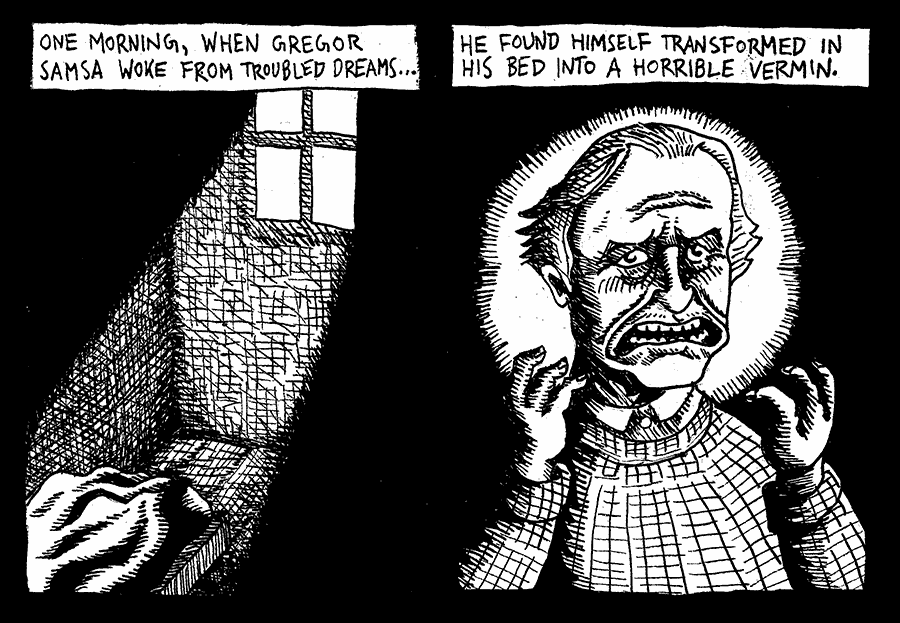 ONE MORNING, WHEN GREGOR
SAMSA WOKE FROM TROUBLED DREAMS...
HE FOUND HIMSELF TRANSFORMED IN
HIS BED INTO A HORRIBLE VERMIN.